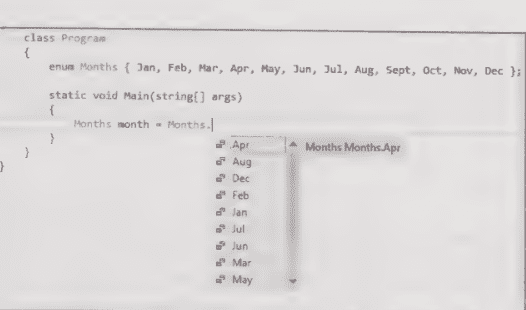 class Program
{
enum Months { Jan, Feb, Mar, Apr, May, Jun, Jul, Aug, Sept, Oct, Nov, Dec };
static void Main(string[] args)
{
Months month = Months.
}
}
}
Apr
Aug
Dec
Feb
Jan
Jul
Jun
Mar
May
Months Months.Apr